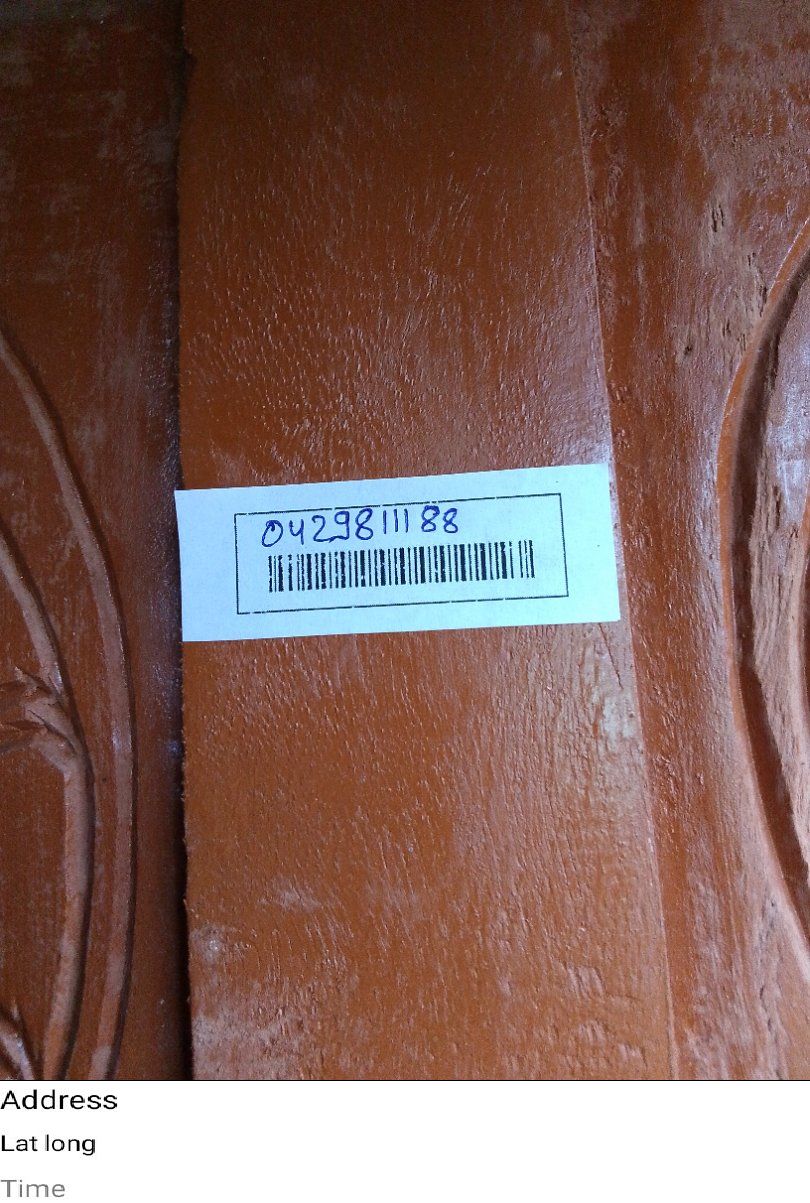 0429811188
Address
Lat long
Time